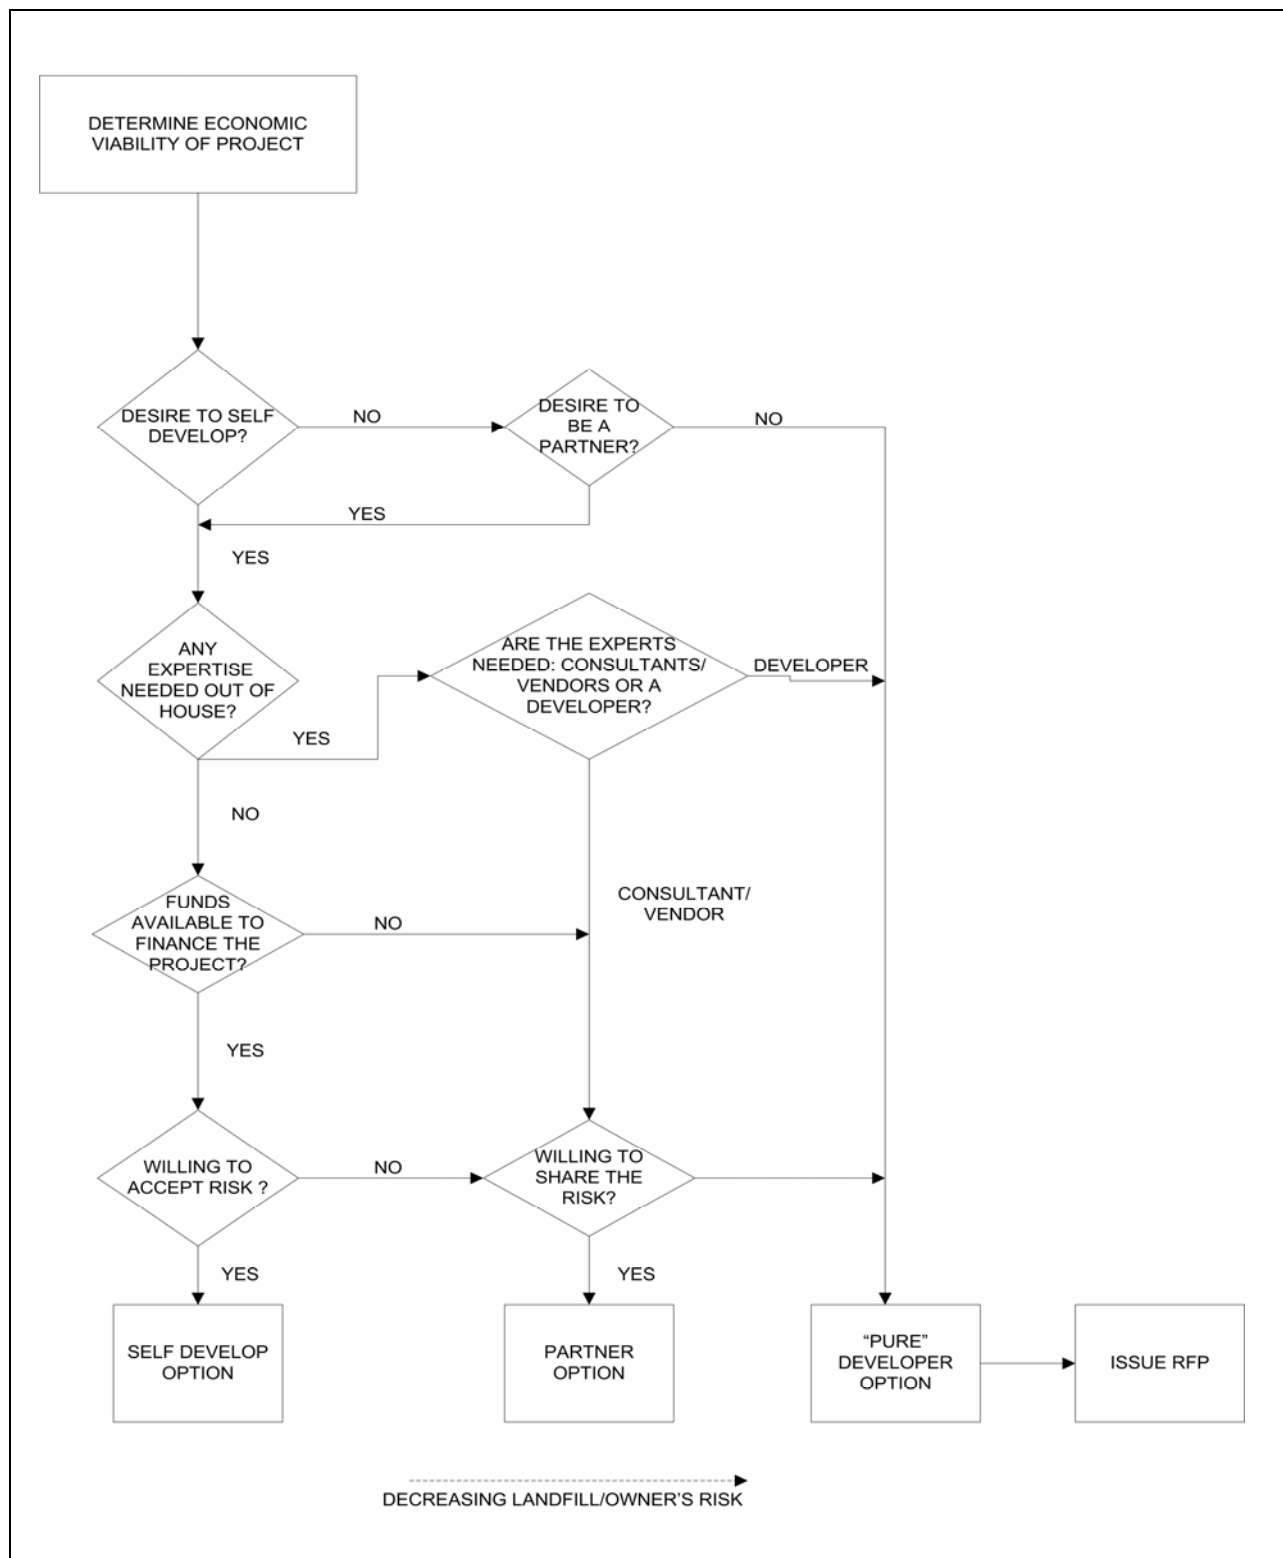 DETERMINE ECONOMIC
VIABILITY OF PROJECT
DESIRE TO SELF
DEVELOP?
NO
DESIRE TO
BE A
PARTNER?
NO
YES
YES
ANY
EXPERTISE
NEEDED OUT OF
HOUSE?
YES
ARE THE EXPERTS
NEEDED: CONSULTANTS/
VENDORS OR A
DEVELOPER?
DEVELOPER
NO
CONSULTANT/
VENDOR
FUNDS
AVAILABLE TO
FINANCE THE
PROJECT?
NO
YES
WILLING TO
ACCEPT RISK ?
NO
WILLING TO
SHARE THE
RISK?
YES
YES
SELF DEVELOP
OPTION
PARTNER
OPTION
“PURE”
DEVELOPER
OPTION
ISSUE RFP
DECREASING LANDFILL/OWNER'S RISK